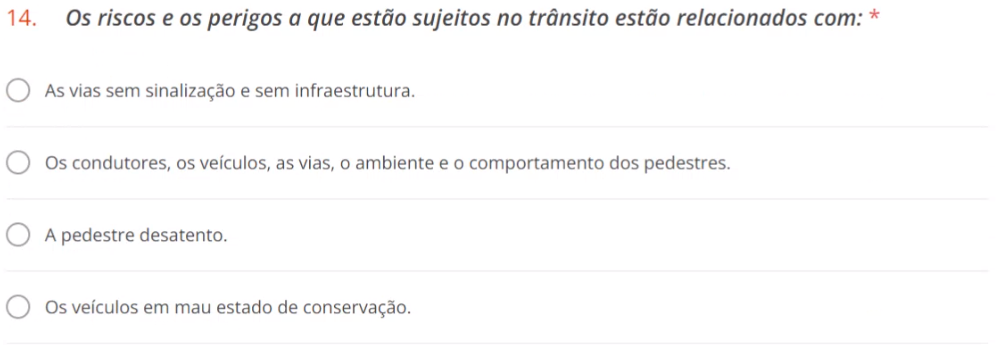 14. Os riscos e os perigos a que estão sujeitos no trânsito estão relacionados com: *
As vias sem sinalização e sem infraestrutura.
Os condutores, os veículos, as vias, o ambiente e o comportamento dos pedestres.
A pedestre desatento.
Os veículos em mau estado de conservação.